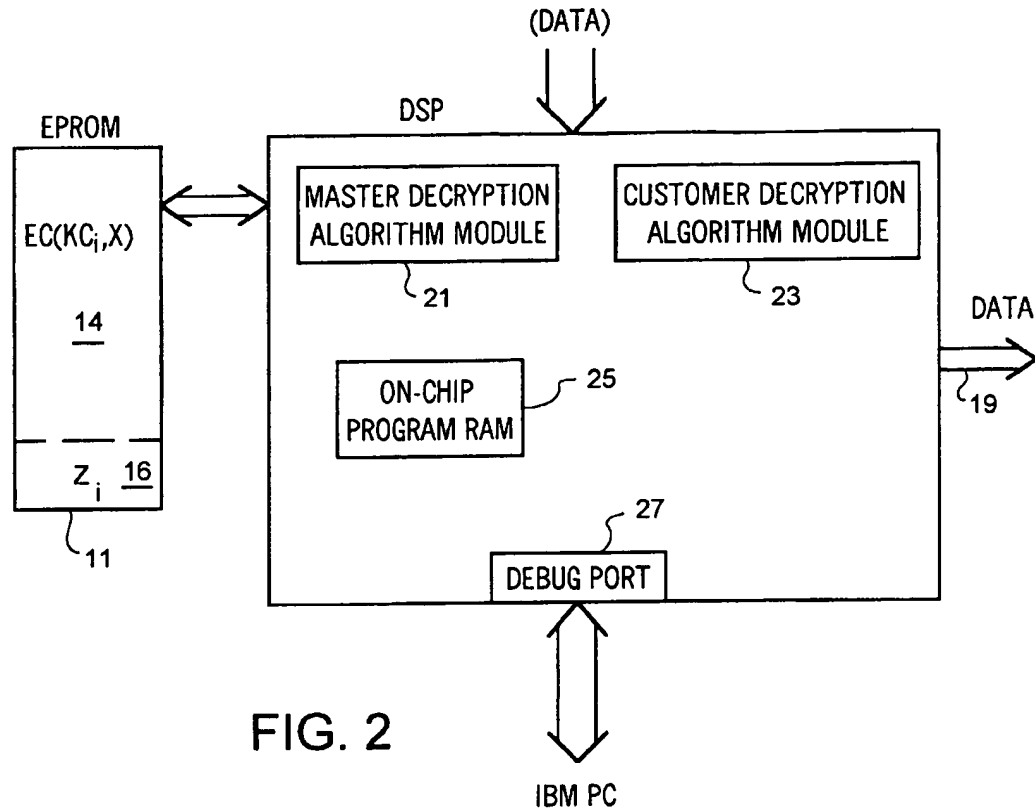 (DATA)
EPROM
DSP
MASTER DECRYPTION
ALGORITHM MODULE
CUSTOMER DECRYPTION
ALGORITHM MODULE
EC(KCi,X)
21
23
14
DATA
ON-CHIP
PROGRAM RAM
25
19
Zi 16
27
11
DEBUG PORT
FIG. 2
IBM PC